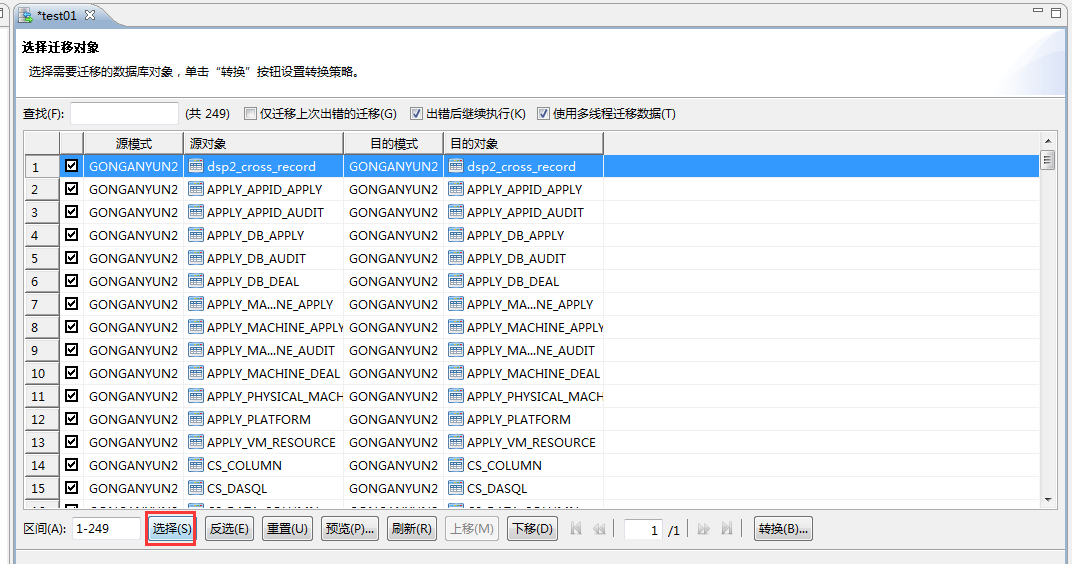 *test01
选择迁移对象
选择需要迁移的数据库对象，单击“转换”按钮设置转换策略。
查找(F): (共 249) 仅迁移上次出错的迁移(G) 出错后继续执行(K) 使用多线程迁移数据(T)
源模式 源对象 目的模式 目的对象
1 GONGANYUN2 dsp2_cross_record GONGANYUN2 dsp2_cross_record
2 GONGANYUN2 APPLY_APPID_APPLY GONGANYUN2 APPLY_APPID_APPLY
3 GONGANYUN2 APPLY_APPID_AUDIT GONGANYUN2 APPLY_APPID_AUDIT
4 GONGANYUN2 APPLY_DB_APPLY GONGANYUN2 APPLY_DB_APPLY
5 GONGANYUN2 APPLY_DB_AUDIT GONGANYUN2 APPLY_DB_AUDIT
6 GONGANYUN2 APPLY_DB_DEAL GONGANYUN2 APPLY_DB_DEAL
7 GONGANYUN2 APPLY_MA...NE_APPLY GONGANYUN2 APPLY_MA...NE_APPLY
8 GONGANYUN2 APPLY_MACHINE_APPLY GONGANYUN2 APPLY_MACHINE_APPLY
9 GONGANYUN2 APPLY_MA...NE_AUDIT GONGANYUN2 APPLY_MA...NE_AUDIT
10 GONGANYUN2 APPLY_MACHINE_DEAL GONGANYUN2 APPLY_MACHINE_DEAL
11 GONGANYUN2 APPLY_PHYSICAL_MACH GONGANYUN2 APPLY_PHYSICAL_MACH
12 GONGANYUN2 APPLY_PLATFORM GONGANYUN2 APPLY_PLATFORM
13 GONGANYUN2 APPLY_VM_RESOURCE GONGANYUN2 APPLY_VM_RESOURCE
14 GONGANYUN2 CS_COLUMN GONGANYUN2 CS_COLUMN
15 GONGANYUN2 CS_DASQL GONGANYUN2 CS_DASQL
区间(A): 1-249 选择(S) 反选(E) 重置(U) 预览(P)... 刷新(R) 上移(M) 下移(D) 1 /1 转换(B)...